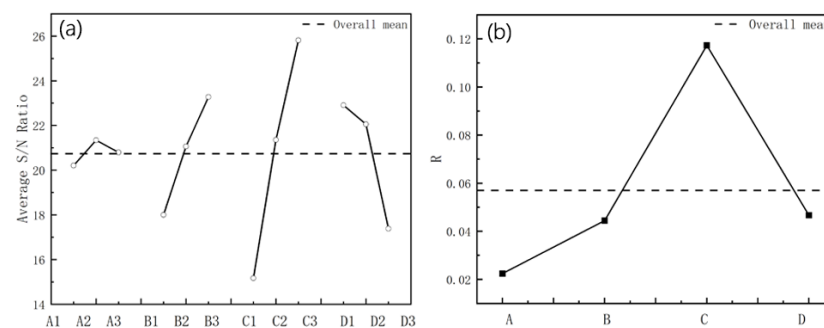 (a)
Overall mean
26
24
22
20
18
16
14
Average S/N Ratio
A1 A2 A3 B1 B2 B3 C1 C2 C3 D1 D2 D3
(b)
Overall mean
0.12
0.10
0.08
0.06
0.04
0.02
R
A B C D